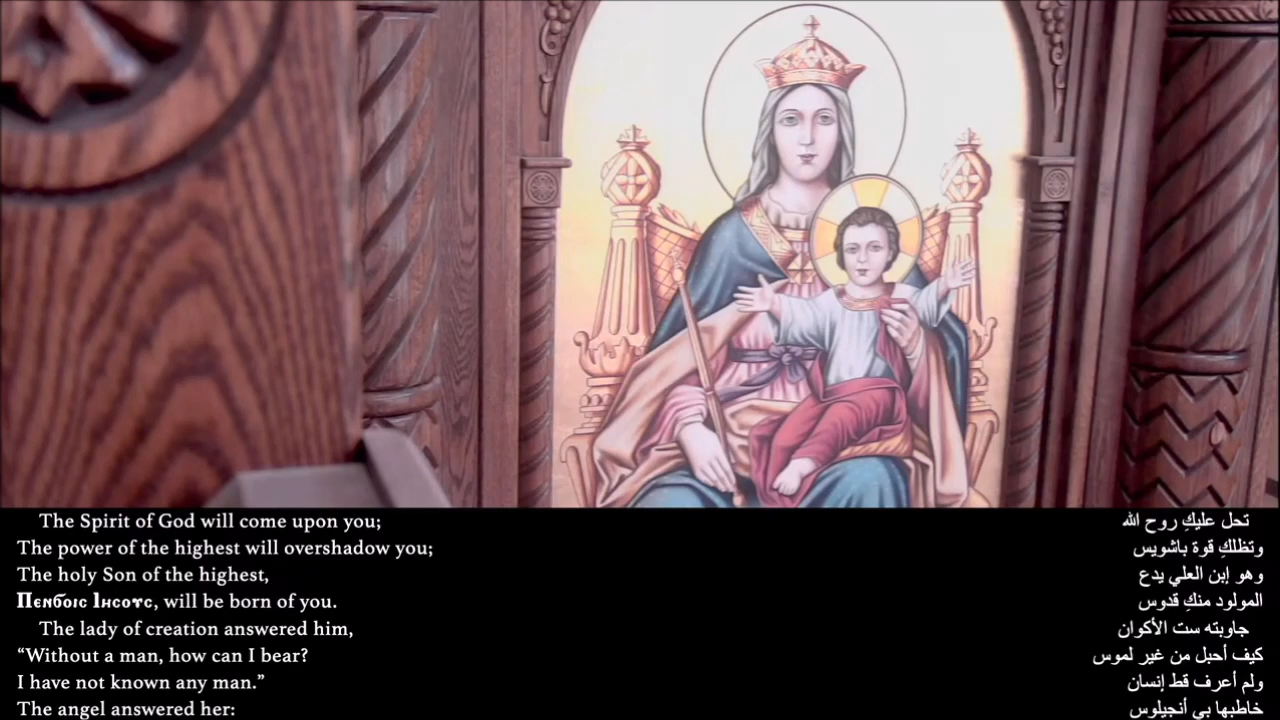 The Spirit of God will come upon you;
The power of the highest will overshadow you;
The holy Son of the highest,
Ⲡⲉⲛϭⲟⲓⲥ Ⲓⲏⲥⲟⲩⲥ, will be born of you.
The lady of creation answered him,
“Without a man, how can I bear?
I have not known any man.”
The angel answered her:
تحل عليكِ روح الله
وتظلكِ قوة باشويس
وهو إبن العلي يدع
المولود منكِ قدوس
جاوبته ست الأكوان
كيف أحبل من غير لموس
ولم أعرف قط إنسان
خاطبها بي أنجيلوس